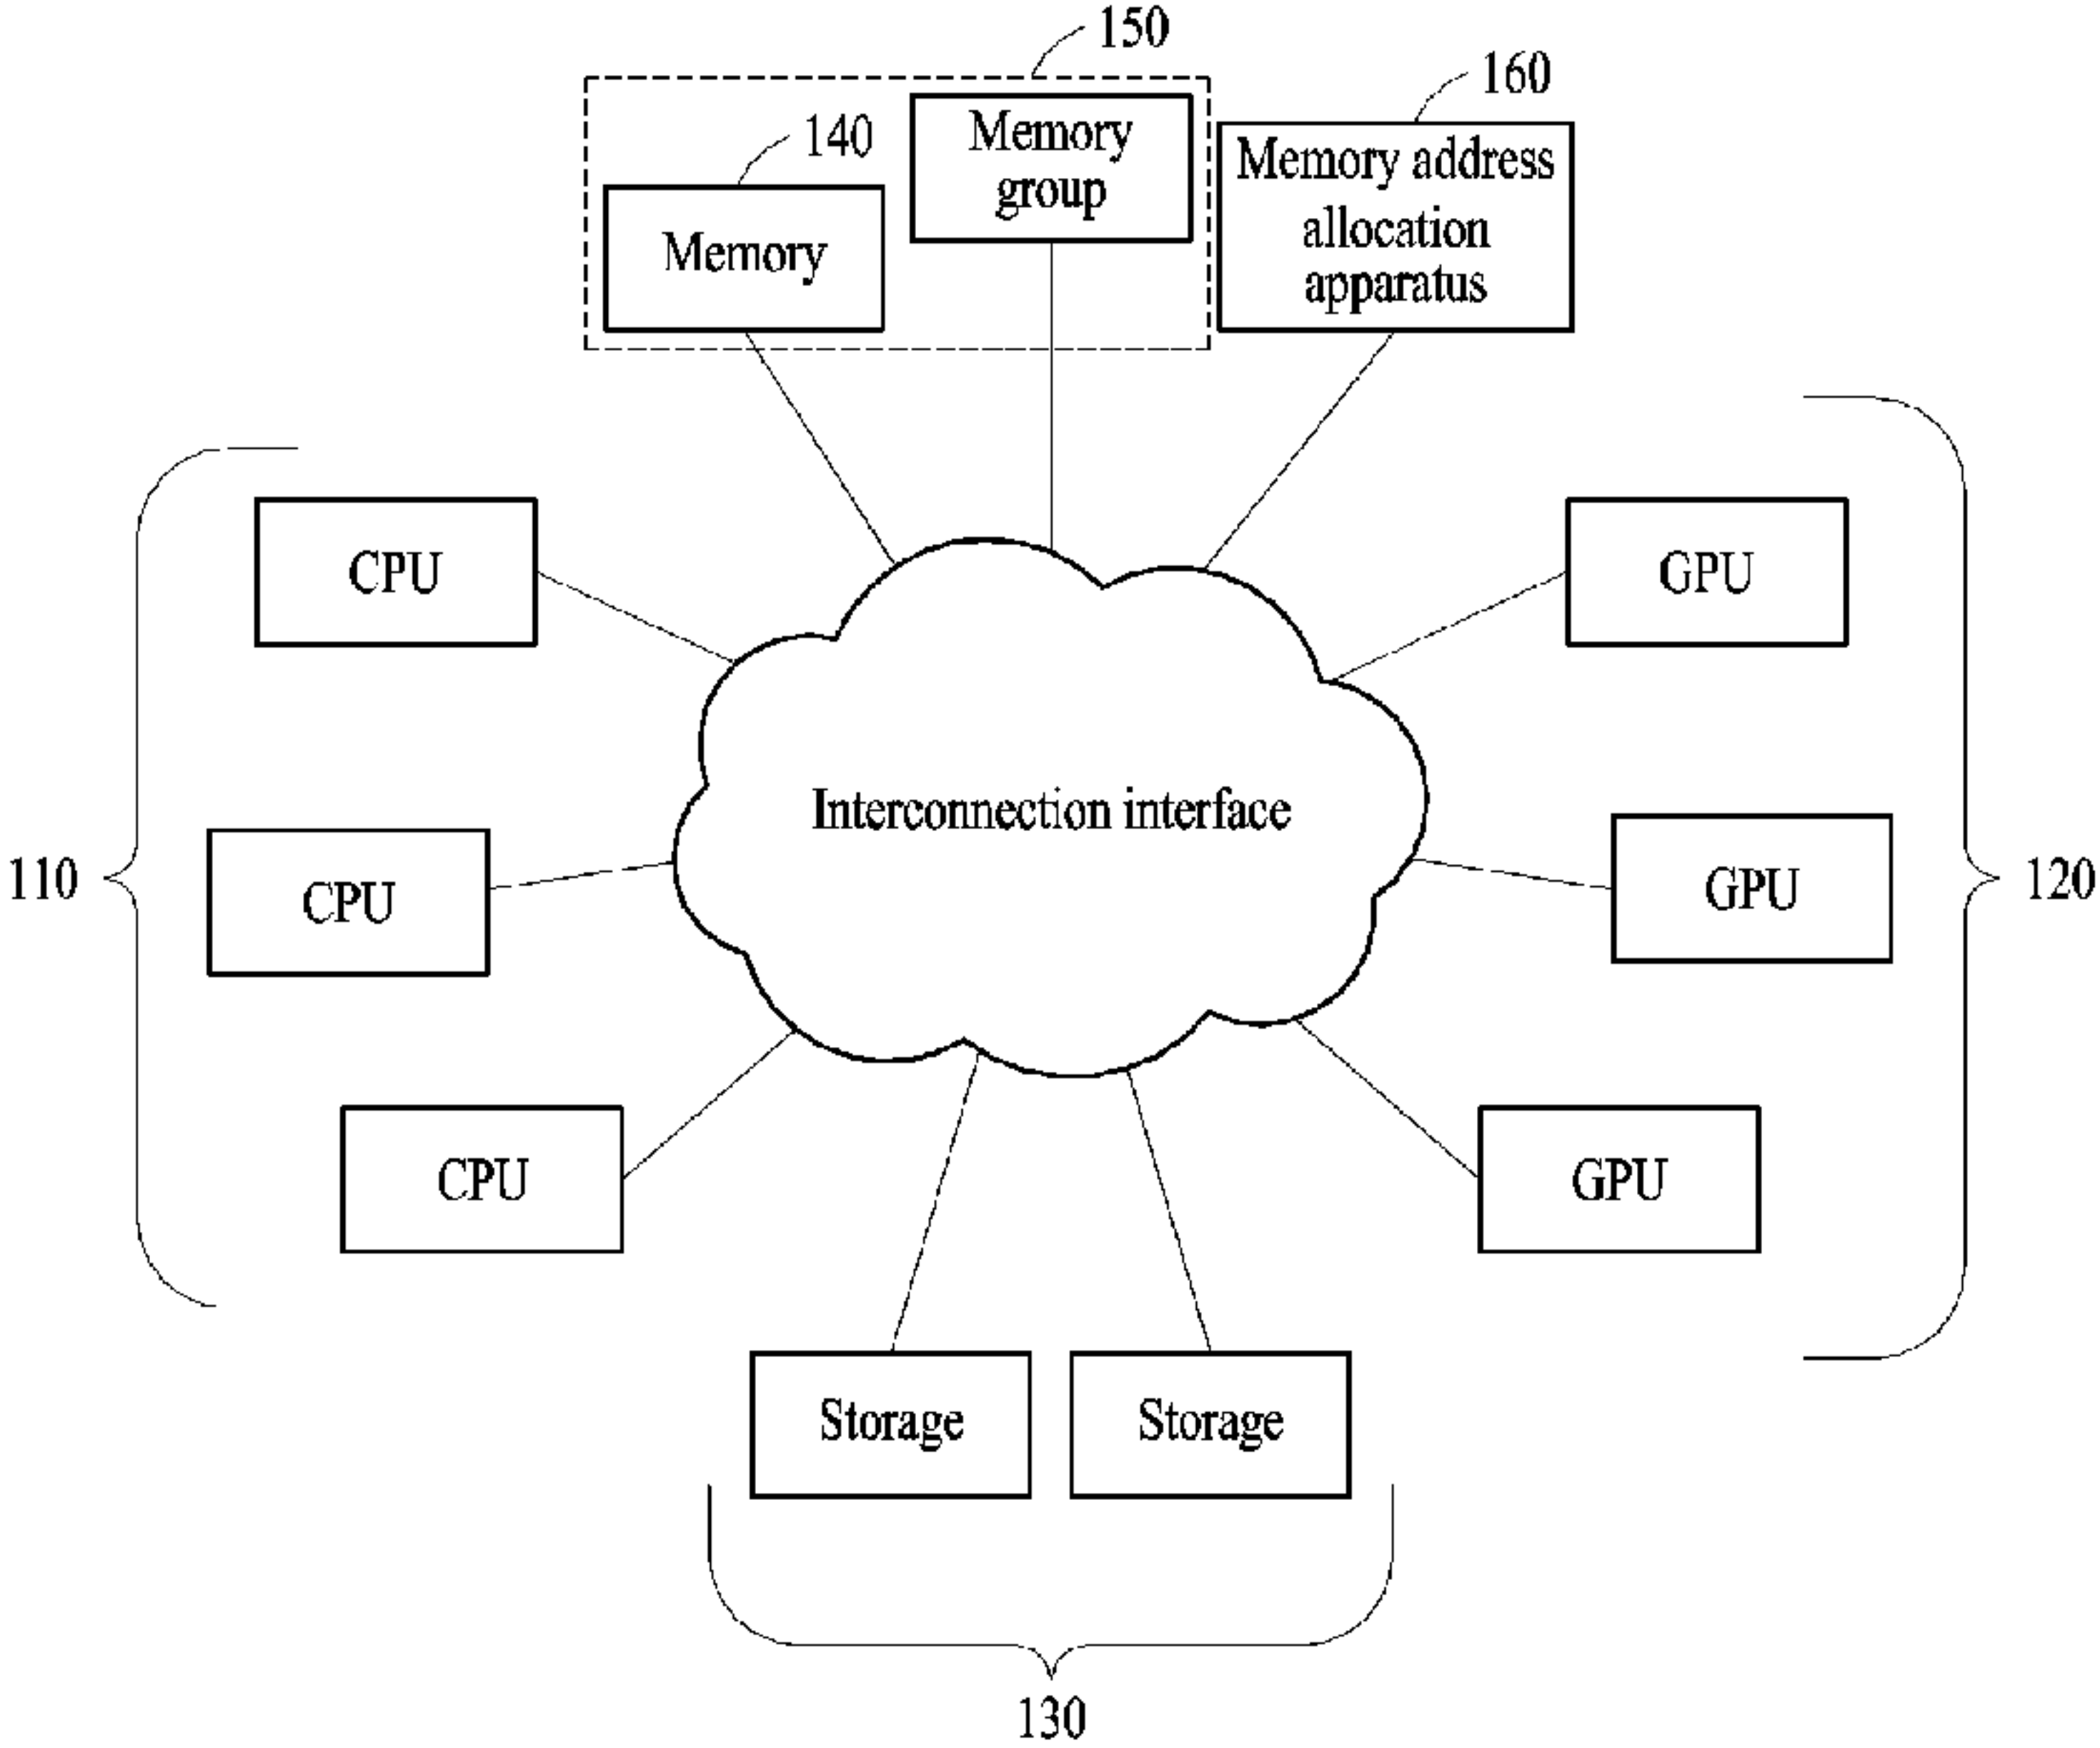 150
160
140
Memory
group
Memory address
allocation
apparatus
Memory
CPU
GPU
Interconnection interface
110
CPU
GPU
120
CPU
GPU
Storage
Storage
130